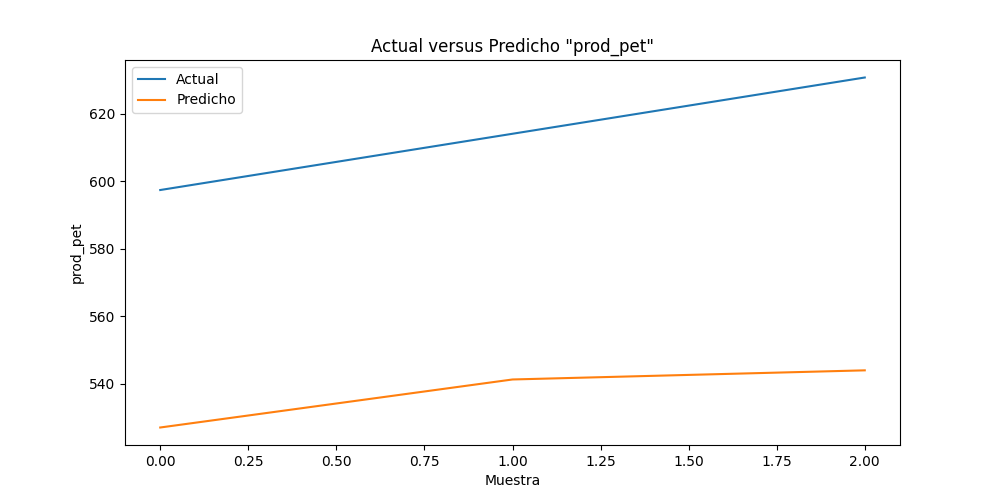 Actual versus Predicho "prod_pet"
Actual
Predicho
prod_pet
620
600
580
560
540
0.00 0.25 0.50 0.75 1.00 1.25 1.50 1.75 2.00
Muestra